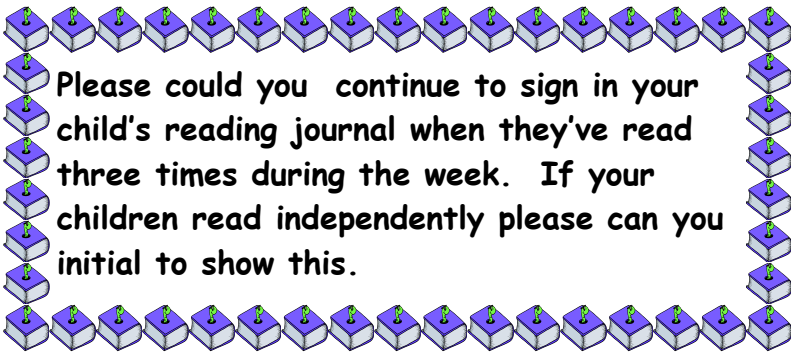 Please could you  continue to sign in your
child's reading journal when they've read
three times during the week.  If your
children read independently please can you
initial to show this.